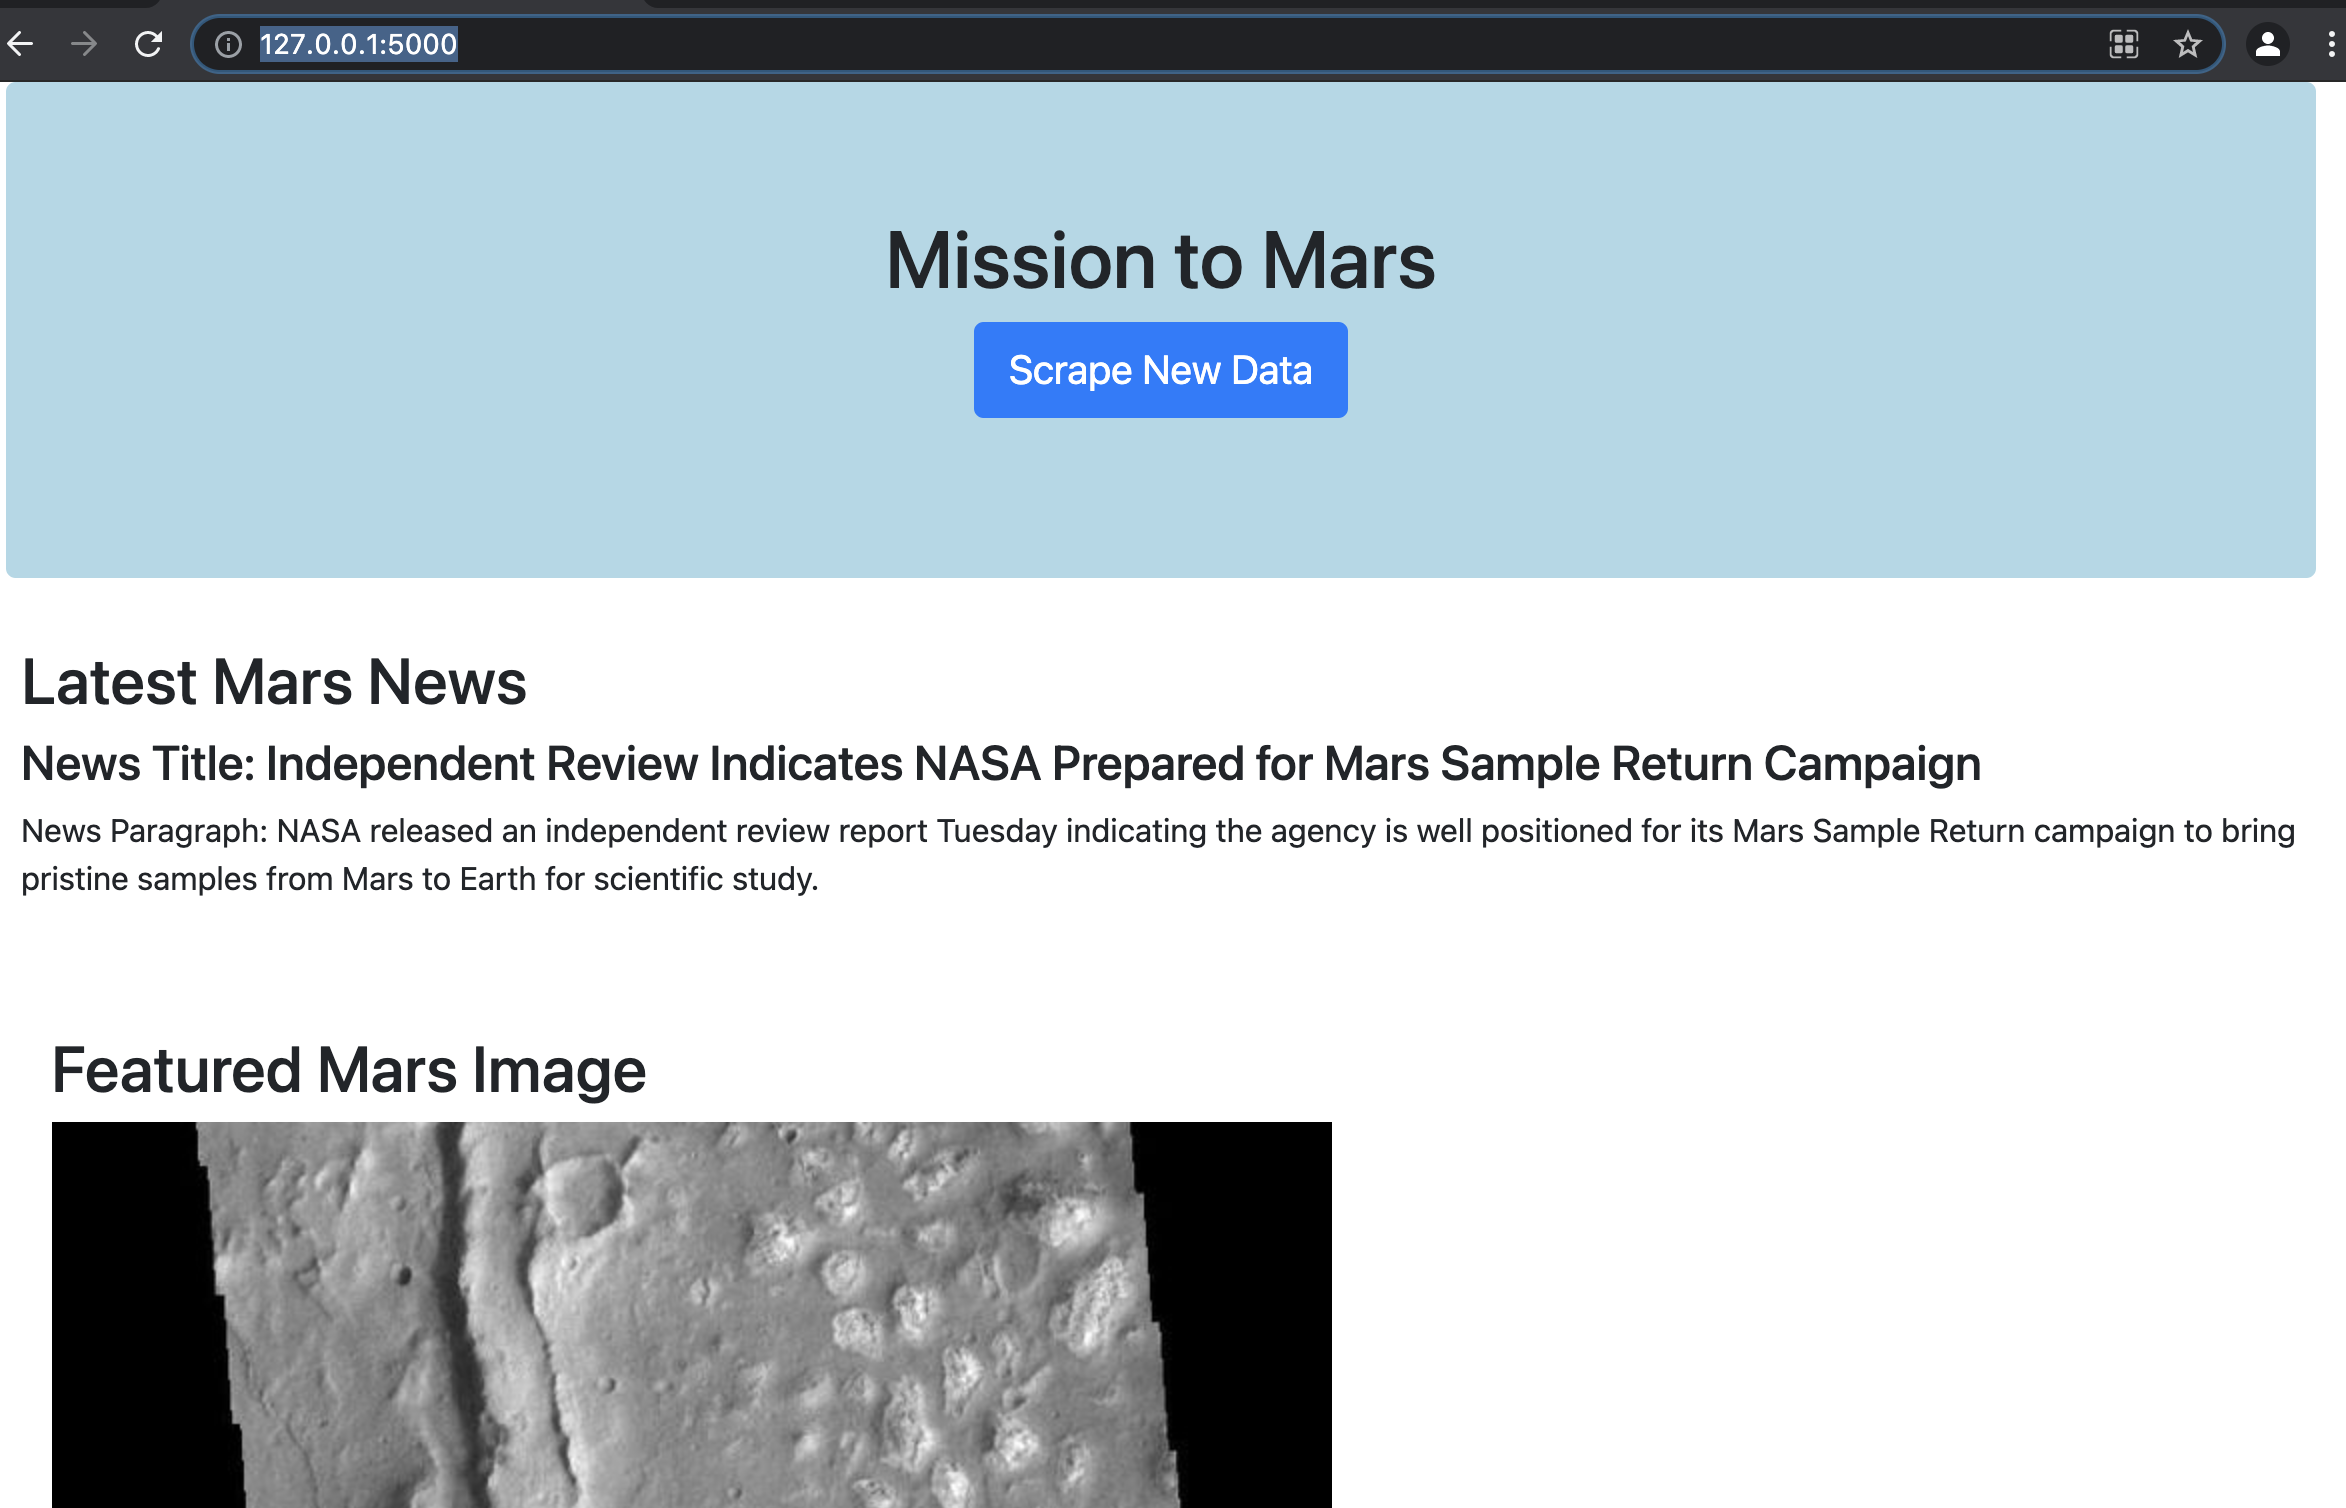 127.0.0.1:5000
Mission to Mars
Scrape New Data
Latest Mars News
News Title: Independent Review Indicates NASA Prepared for Mars Sample Return Campaign
News Paragraph: NASA released an independent review report Tuesday indicating the agency is well positioned for its Mars Sample Return campaign to bring
pristine samples from Mars to Earth for scientific study.
Featured Mars Image